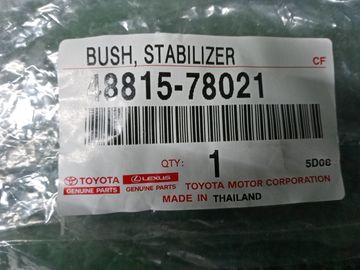 BUSH, STABILIZER
CF
48815-78021
QTY: 1
5D06
TOYOTA GENUINE PARTS
LEXUS GENUINE PARTS
TOYOTA MOTOR CORPORATION
MADE IN THAILAND